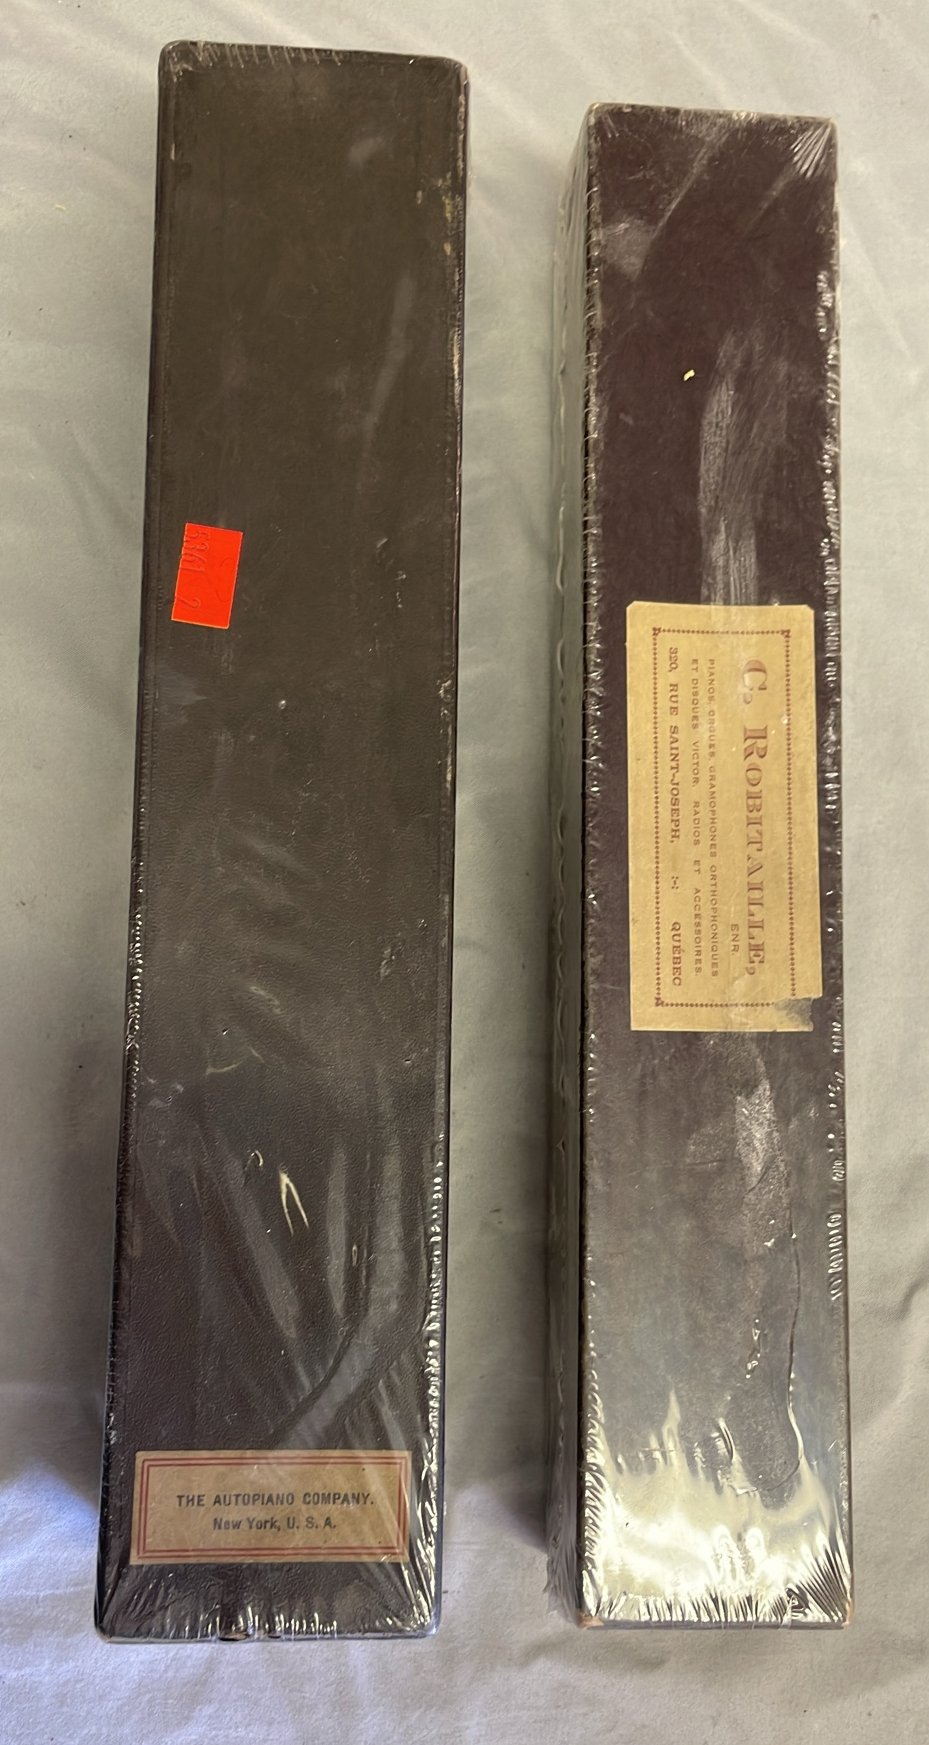 5361 2
THE AUTOPIANO COMPANY.
New York, U. S. A.
C. ROBITAILLE,
ENR.
PIANOS, ORGUES, GRAMOPHONES ORTHOPHONIQUES
ET DISQUES VICTOR, RADIOS ET ACCESSOIRES.
320, RUE SAINT-JOSEPH, :-: QUÉBEC